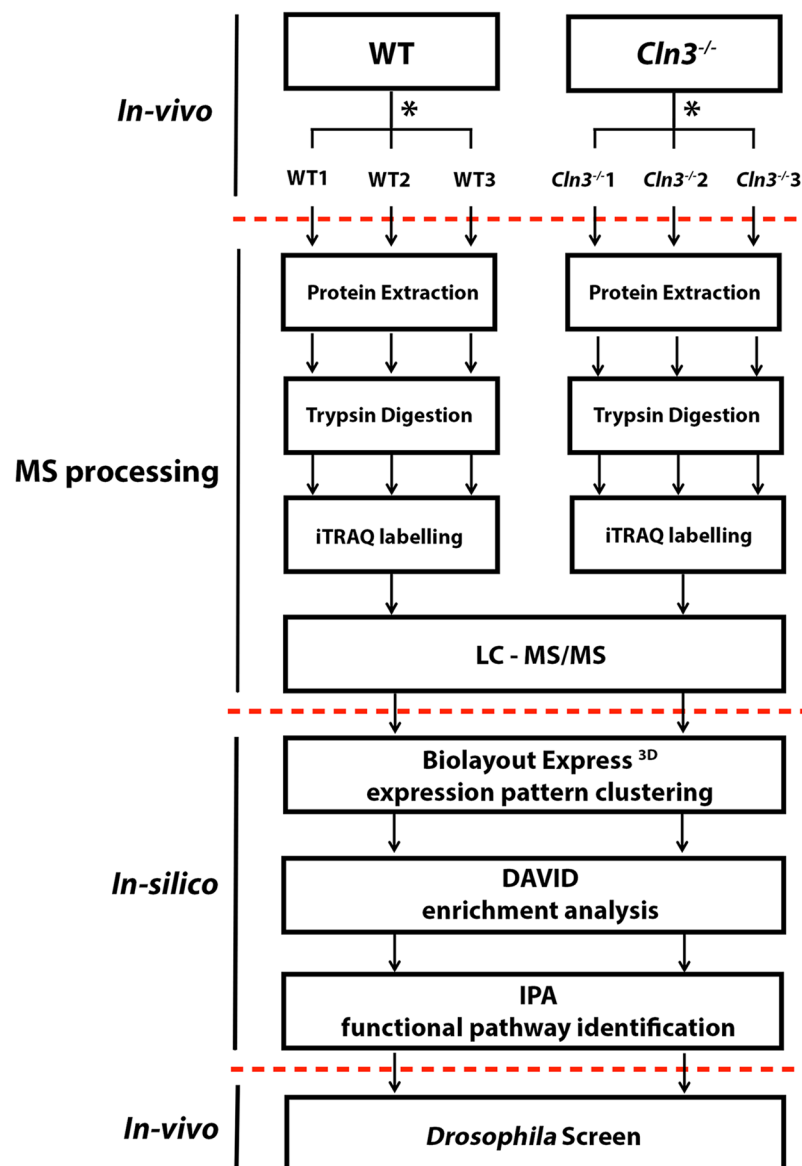 WT
Cln3-/-
In-vivo
*
*
WT1
WT2
WT3
Cln3-/-1
Cln3-/-2
Cln3-/-3
Protein Extraction
Protein Extraction
Trypsin Digestion
Trypsin Digestion
MS processing
iTRAQ labelling
iTRAQ labelling
LC - MS/MS
Biolayout Express 3D
expression pattern clustering
In-silico
DAVID
enrichment analysis
IPA
functional pathway identification
In-vivo
Drosophila Screen